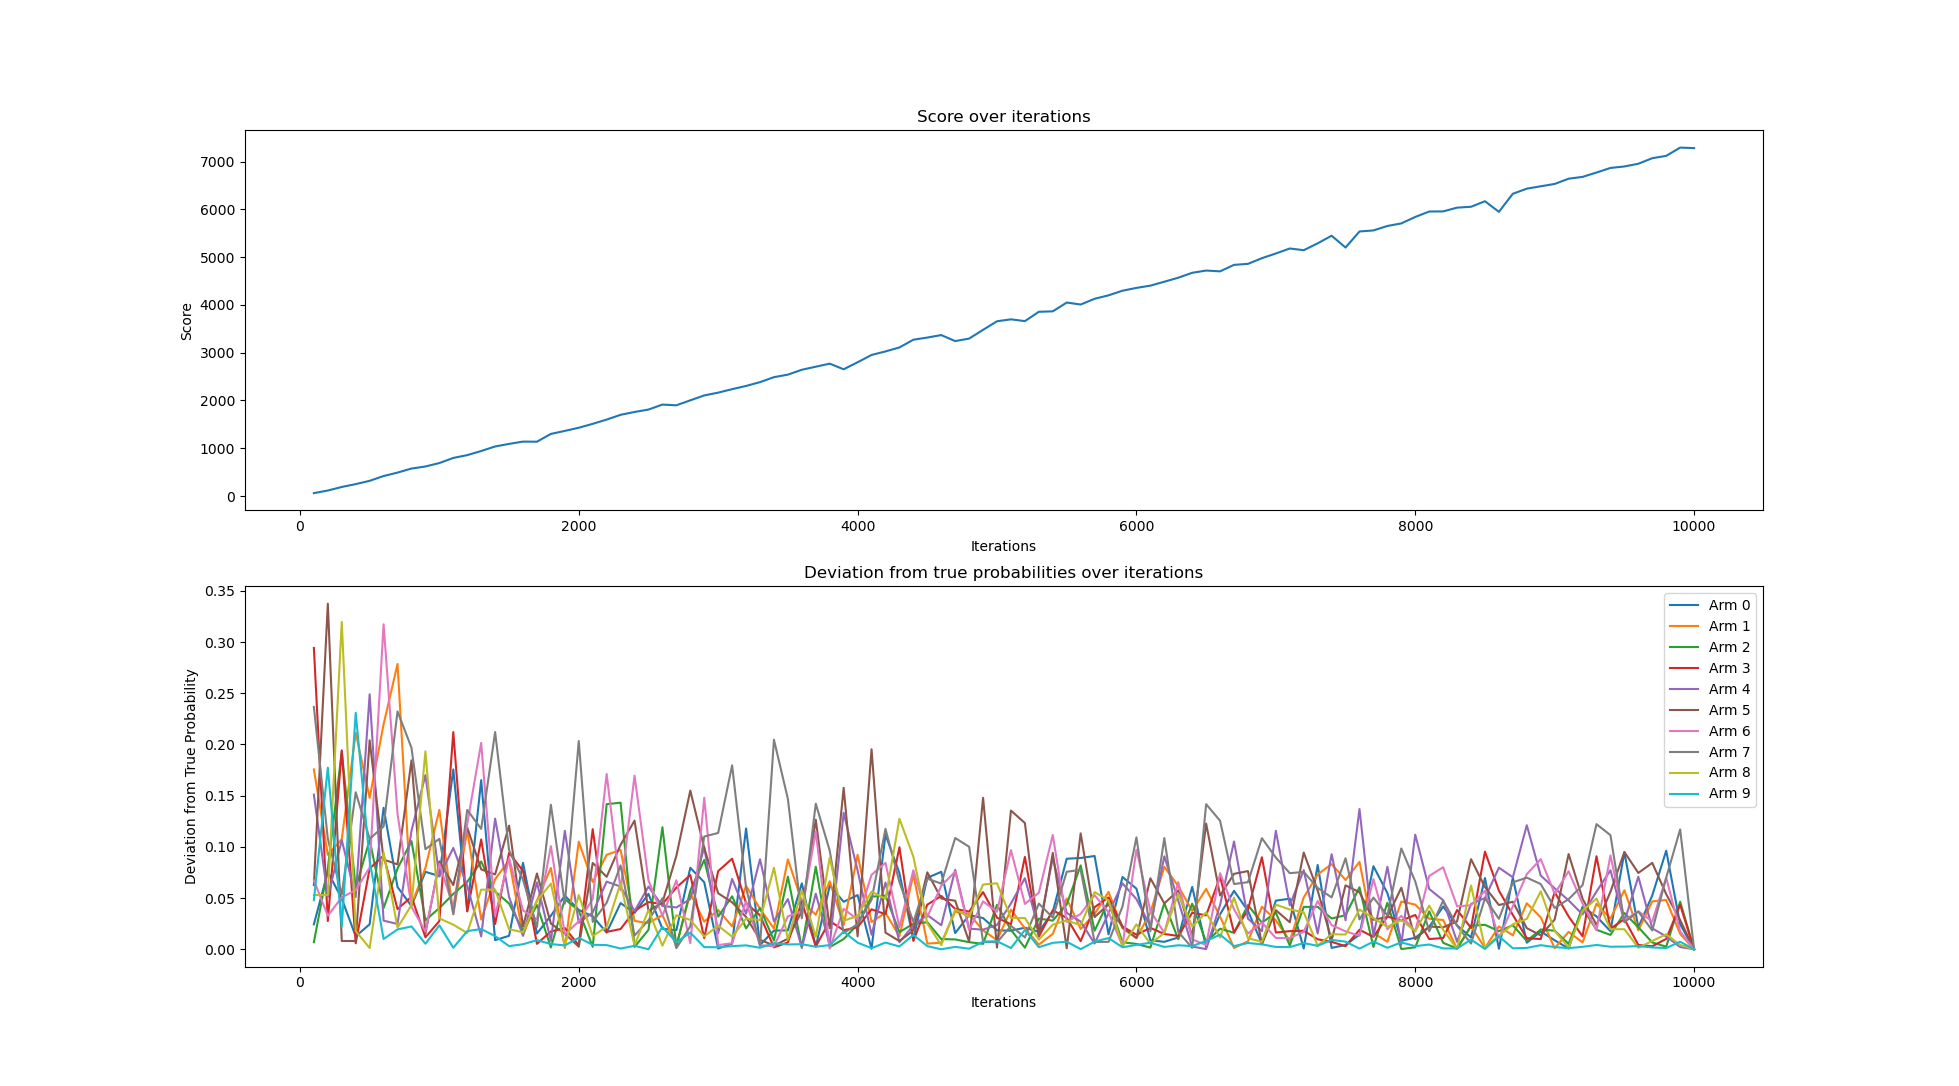 Score over iterations
7000
6000
5000
4000
3000
2000
1000
0
Score
0 2000 4000 6000 8000 10000
Iterations
Deviation from true probabilities over iterations
0.35
0.30
0.25
0.20
0.15
0.10
0.05
0.00
Deviation from True Probability
Arm 0
Arm 1
Arm 2
Arm 3
Arm 4
Arm 5
Arm 6
Arm 7
Arm 8
Arm 9
0 2000 4000 6000 8000 10000
Iterations